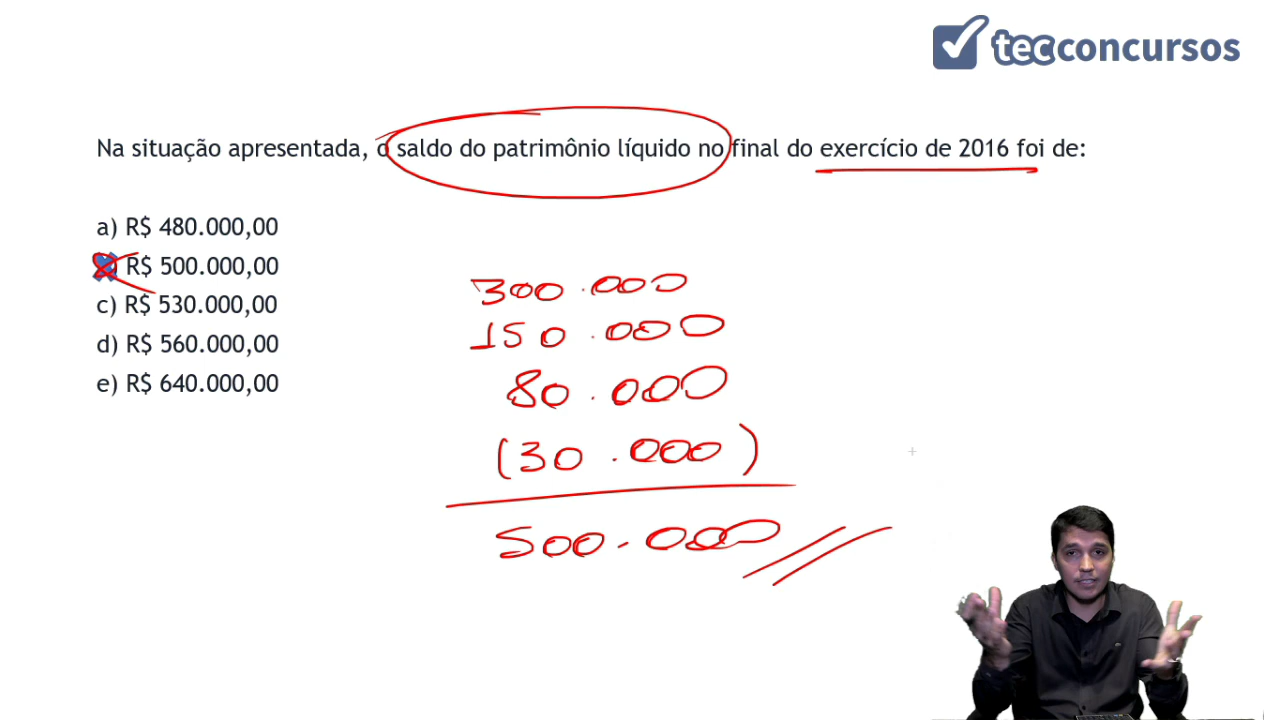 tecconcursos
Na situação apresentada, o saldo do patrimônio líquido no final do exercício de 2016 foi de:
a) R$ 480.000,00
R$ 500.000,00
c) R$ 530.000,00
d) R$ 560.000,00
e) R$ 640.000,00
300.000
150.000
80.000
(30.000)
500.000